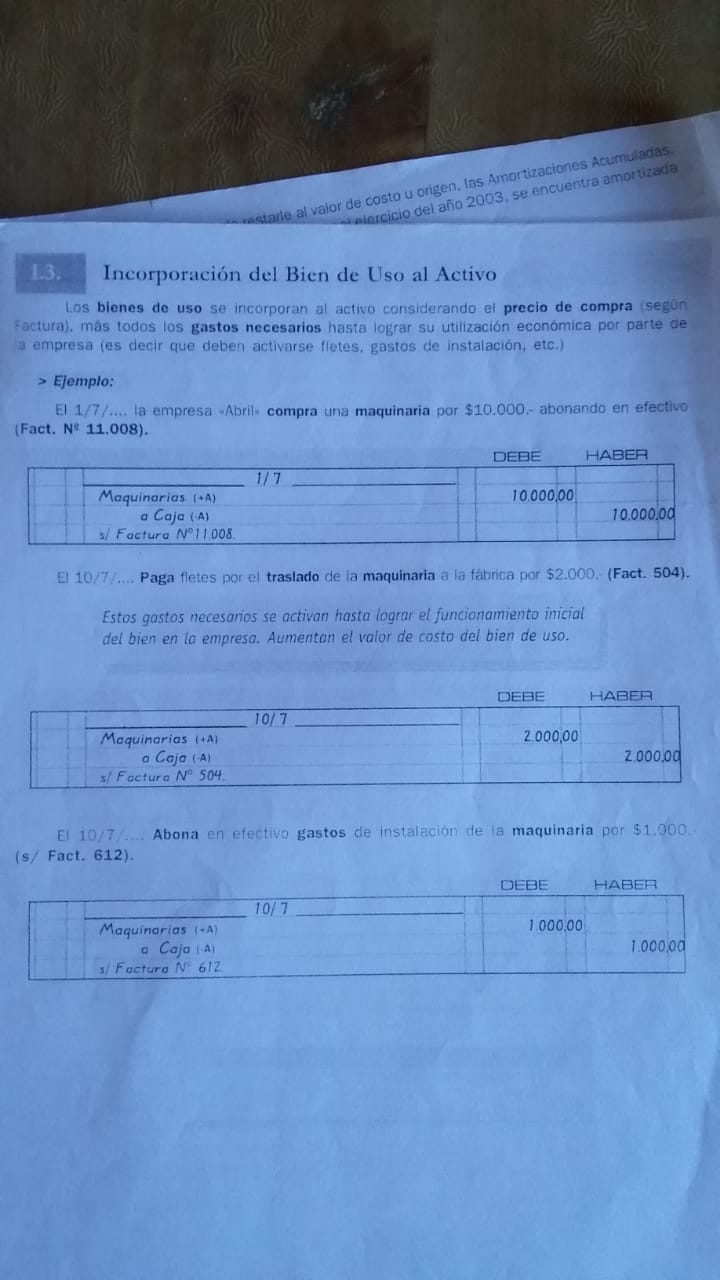 restarle al valor de costo u origen, las Amortizaciones Acumuladas.
ejercicio del año 2003, se encuentra amortizada
1.3. Incorporación del Bien de Uso al Activo
Los bienes de uso se incorporan al activo considerando el precio de compra (según
Factura), más todos los gastos necesarios hasta lograr su utilización económica por parte de
la empresa (es decir que deben activarse fletes, gastos de instalación, etc.)
> Ejemplo:
El 1/7/.... la empresa «Abril» compra una maquinaria por $10.000.- abonando en efectivo
(Fact. Nº 11.008).
DEBE HABER
1/7
Maquinarias (+A) 10.000,00
a Caja (-A) 10.000,00
s/ Factura N°11.008.
El 10/7/.... Paga fletes por el traslado de la maquinaria a la fábrica por $2.000.- (Fact. 504).
Estos gastos necesarios se activan hasta lograr el funcionamiento inicial
del bien en la empresa. Aumentan el valor de costo del bien de uso.
DEBE HABER
10/7
Maquinarias (+A) 2.000,00
a Caja (-A) 2.000,00
s/ Factura N° 504.
El 10/7/.... Abona en efectivo gastos de instalación de la maquinaria por $1.000.-
(s/ Fact. 612).
DEBE HABER
10/7
Maquinarias (+A) 1.000,00
a Caja (-A) 1.000,00
s/ Factura N° 612